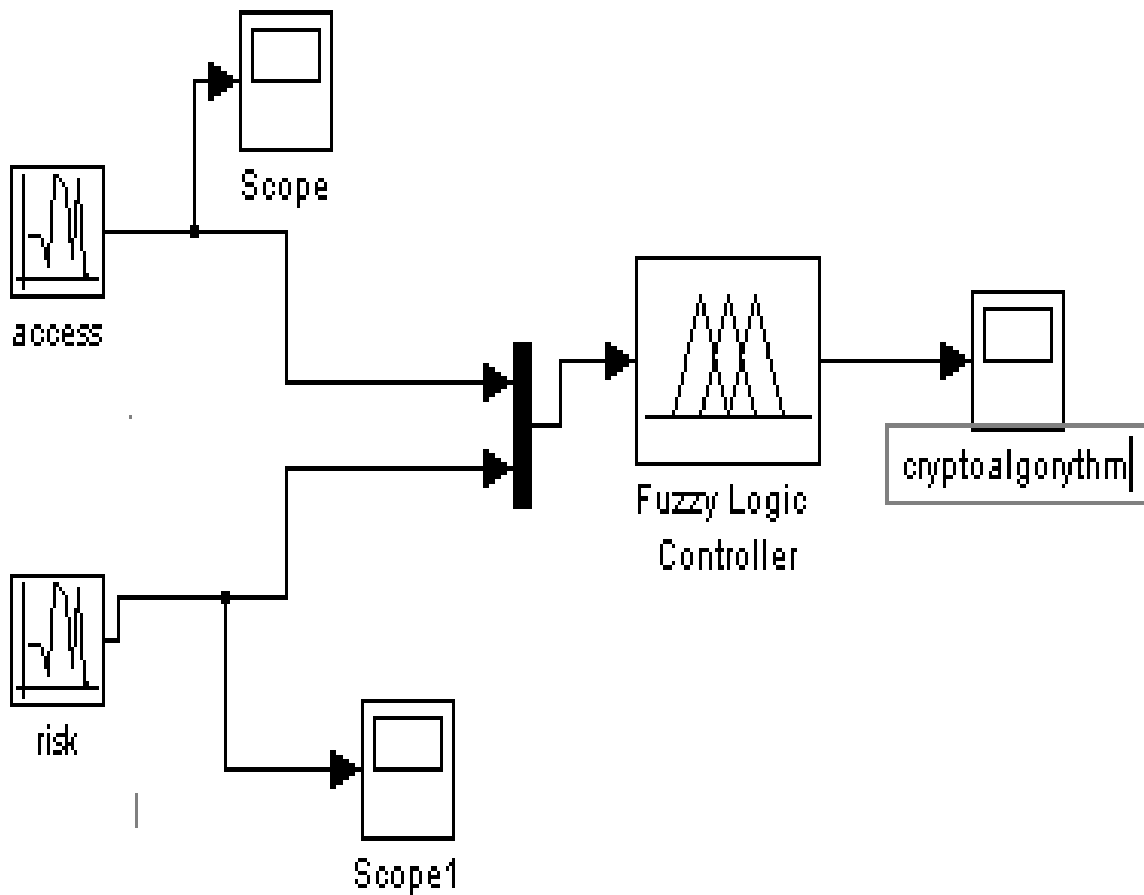 Scope
access
Fuzzy Logic
Controller
cryptoalgorythm
risk
Scope1